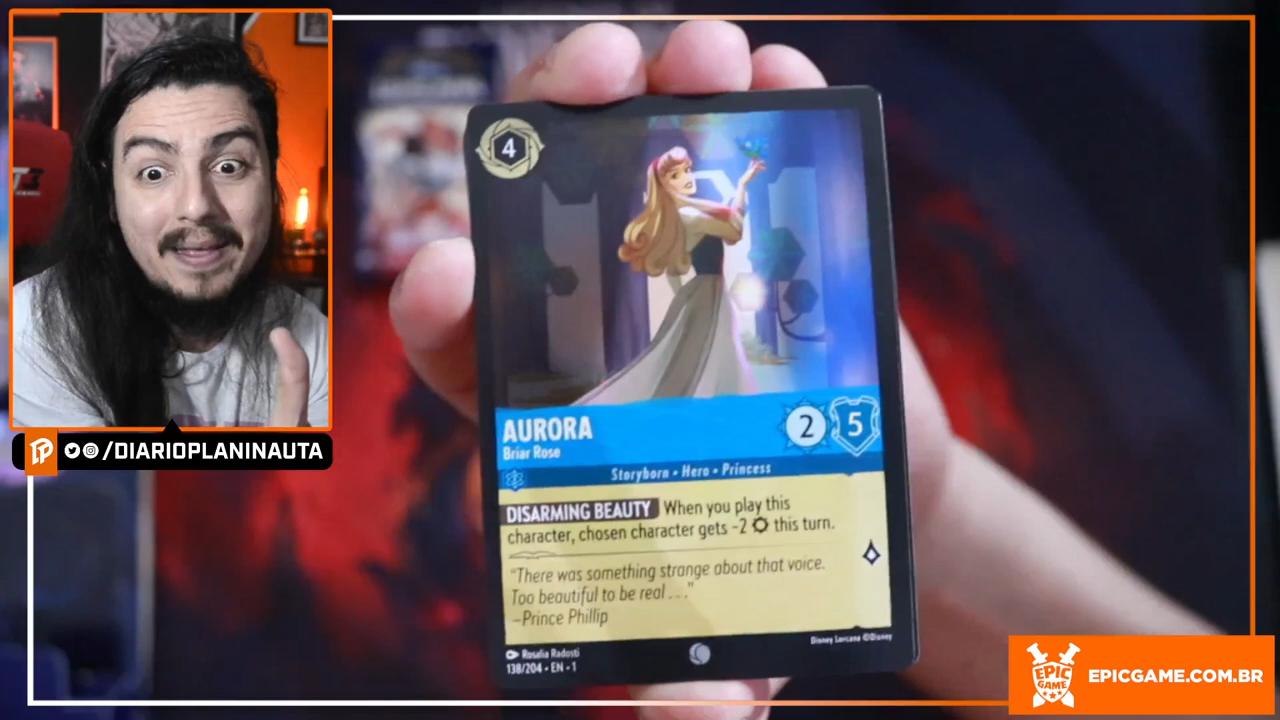 4
AURORA
Briar Rose
2
5
Storyborn • Hero • Princess
DISARMING BEAUTY When you play this
character, chosen character gets -2 this turn.
"There was something strange about that voice.
Too beautiful to be real . . ."
–Prince Phillip
Disney Lorcana ©Disney
Rosalia Radosti
138/204 • EN • 1
/DIARIOPLANINAUTA
EPIC
GAME
EPICGAME.COM.BR